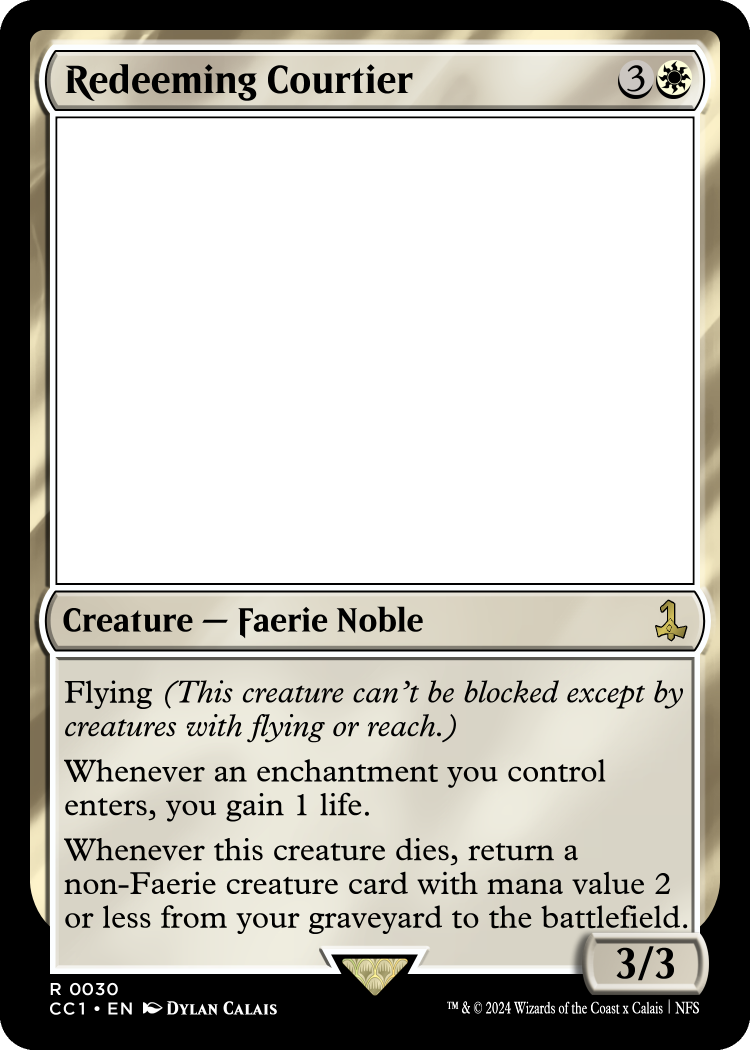 Redeeming Courtier 3
Creature — Faerie Noble
Flying (This creature can't be blocked except by
creatures with flying or reach.)
Whenever an enchantment you control
enters, you gain 1 life.
Whenever this creature dies, return a
non-Faerie creature card with mana value 2
or less from your graveyard to the battlefield.
3/3
R 0030
CC1 • EN Dylan Calais
™ & © 2024 Wizards of the Coast x Calais | NFS